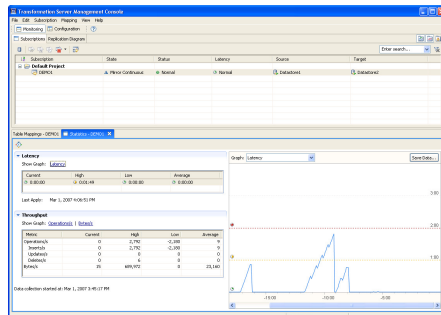 Transformation Server Management Console
File Edit Subscription Mapping View Help
Monitoring Configuration
Subscriptions Replication Diagram
Enter search...
Subscription State Status Latency Source Target
Default Project
DEMO1 Mirror Continuous Normal Normal Datastore1 Datastore2
Table Mappings - DEMO1 Statistics - DEMO1
Latency
Show Graph: Latency
Current High Low Average
0:00:00 0:01:49 0:00:00 0:00:00
Last Apply: Mar 1, 2007 4:06:51 PM
Throughput
Show Graph: Operation/s | Bytes/s
Metric Current High Low Average
Operations/s 0 2,792 -2,180 9
Inserts/s 0 2,792 -2,180 9
Updates/s 0 0 0 0
Deletes/s 0 6 0 0
Bytes/s 15 609,972 0 23,160
Data collection started at: Mar 1, 2007 3:45:17 PM
Graph: Latency
Save Data...
3:00
2:00
1:00
-15:00 -10:00 -5:00